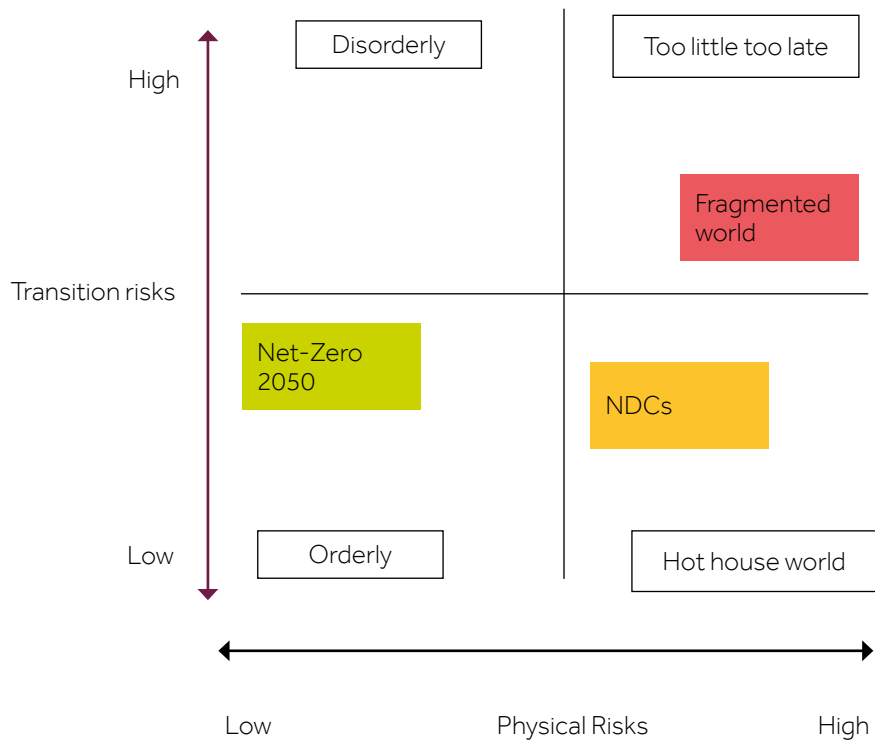 Disorderly
Too little too late
High
Fragmented
world
Transition risks
Net-Zero
2050
NDCs
Low
Orderly
Hot house world
Low
Physical Risks
High